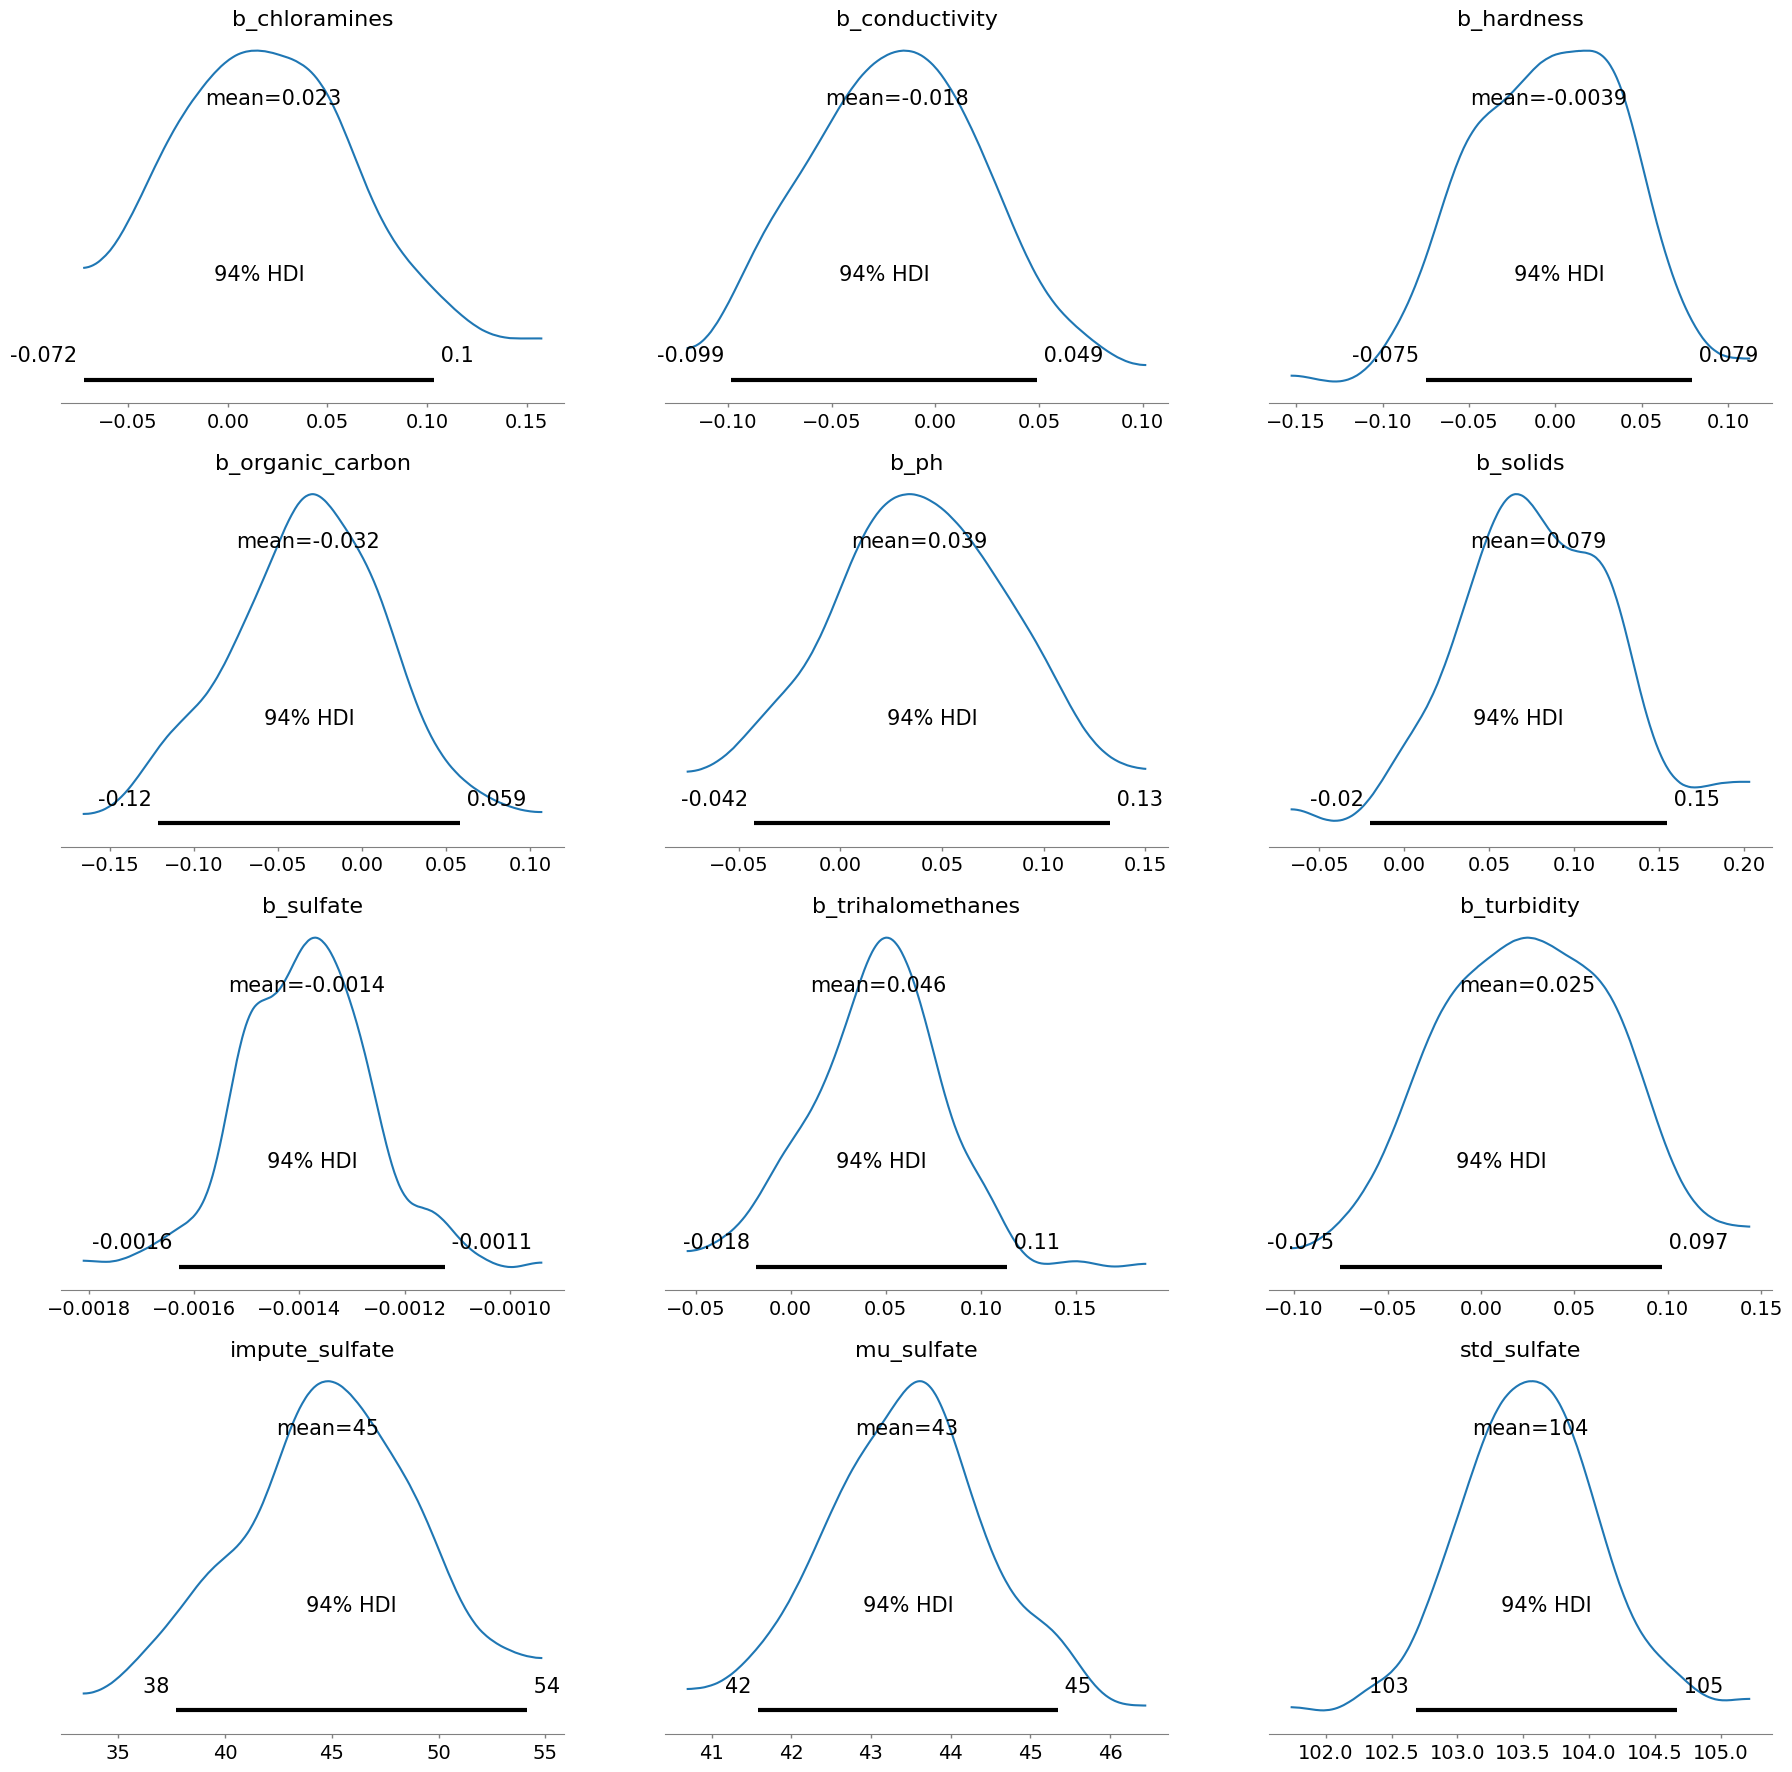 b_chloramines
mean=0.023
94% HDI
-0.072 0.1
−0.05 0.00 0.05 0.10 0.15
b_conductivity
mean=-0.018
94% HDI
-0.099 0.049
−0.10 −0.05 0.00 0.05 0.10
b_hardness
mean=-0.0039
94% HDI
-0.075 0.079
−0.15 −0.10 −0.05 0.00 0.05 0.10
b_organic_carbon
mean=-0.032
94% HDI
-0.12 0.059
−0.15 −0.10 −0.05 0.00 0.05 0.10
b_ph
mean=0.039
94% HDI
-0.042 0.13
−0.05 0.00 0.05 0.10 0.15
b_solids
mean=0.079
94% HDI
-0.02 0.15
−0.05 0.00 0.05 0.10 0.15 0.20
b_sulfate
mean=-0.0014
94% HDI
-0.0016 -0.0011
−0.0018 −0.0016 −0.0014 −0.0012 −0.0010
b_trihalomethanes
mean=0.046
94% HDI
-0.018 0.11
−0.05 0.00 0.05 0.10 0.15
b_turbidity
mean=0.025
94% HDI
-0.075 0.097
−0.10 −0.05 0.00 0.05 0.10 0.15
impute_sulfate
mean=45
94% HDI
38 54
35 40 45 50 55
mu_sulfate
mean=43
94% HDI
42 45
41 42 43 44 45 46
std_sulfate
mean=104
94% HDI
103 105
102.0 102.5 103.0 103.5 104.0 104.5 105.0